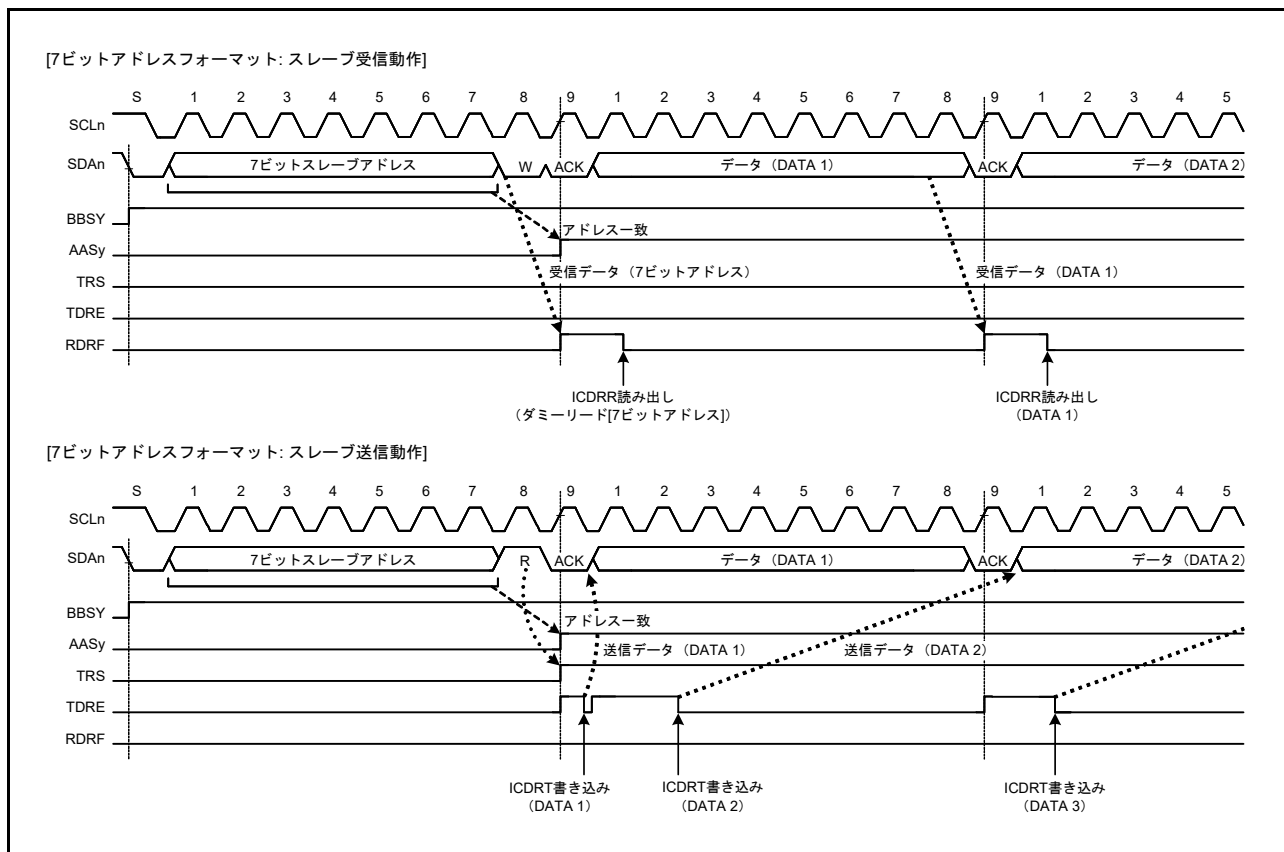 [7ビットアドレスフォーマット: スレーブ受信動作]
S 1 2 3 4 5 6 7 8 9 1 2 3 4 5 6 7 8 9 1 2 3 4 5
SCLn
SDAn 7ビットスレーブアドレス W ACK データ（DATA 1） ACK データ（DATA 2）
BBSY
アドレス一致
AASy
受信データ（7ビットアドレス） 受信データ（DATA 1）
TRS
TDRE
RDRF
ICDRR読み出し ICDRR読み出し
（ダミーリード[7ビットアドレス]） （DATA 1）
[7ビットアドレスフォーマット: スレーブ送信動作]
S 1 2 3 4 5 6 7 8 9 1 2 3 4 5 6 7 8 9 1 2 3 4 5
SCLn
SDAn 7ビットスレーブアドレス R ACK データ（DATA 1） ACK データ（DATA 2）
BBSY
アドレス一致
AASy
送信データ（DATA 1） 送信データ（DATA 2）
TRS
TDRE
RDRF
ICDRT書き込み ICDRT書き込み ICDRT書き込み
（DATA 1） （DATA 2） （DATA 3）